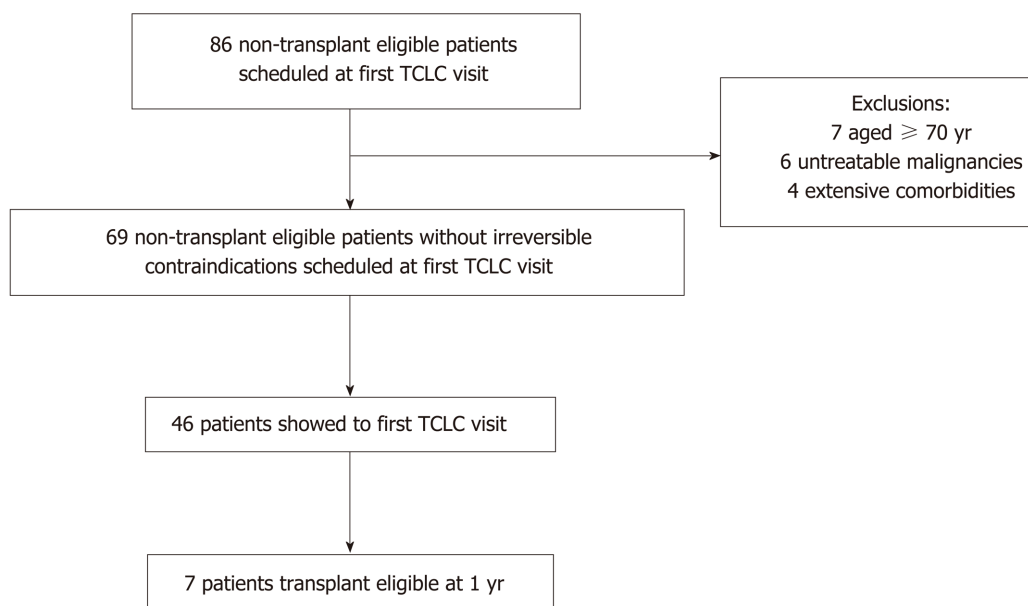 86 non-transplant eligible patients
scheduled at first TCLC visit
Exclusions:
7 aged ⩾ 70 yr
6 untreatable malignancies
4 extensive comorbidities
69 non-transplant eligible patients without irreversible
contraindications scheduled at first TCLC visit
46 patients showed to first TCLC visit
7 patients transplant eligible at 1 yr